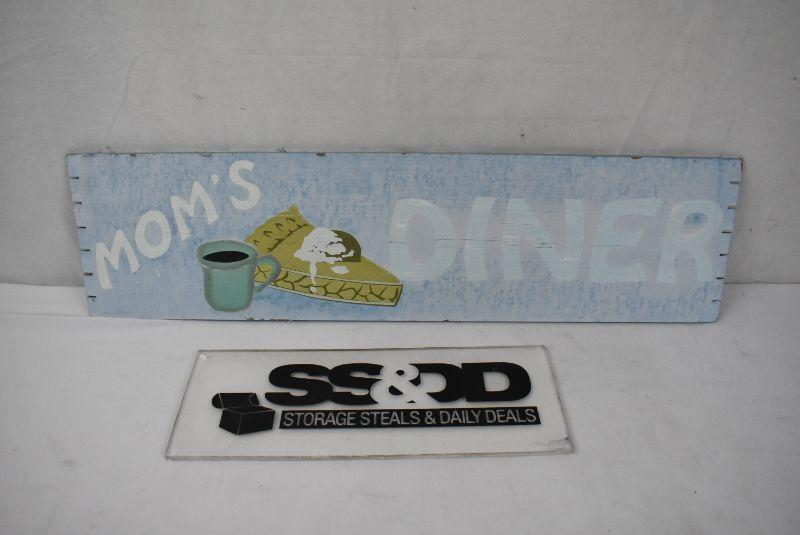 MOM'S
DINER
SS&DD
STORAGE STEALS & DAILY DEALS